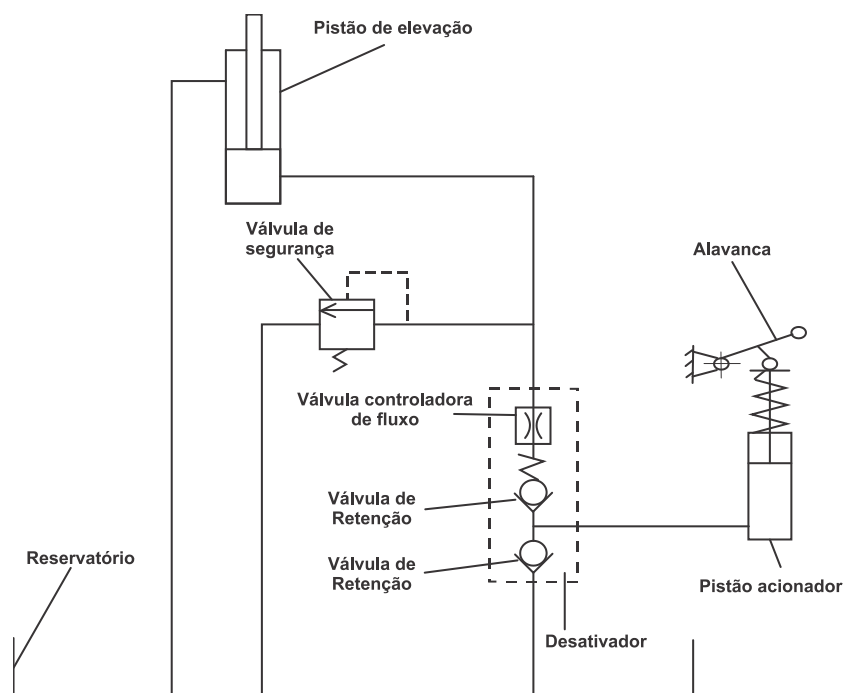 Pistão de elevação
Válvula de
segurança
Alavanca
Válvula controladora
de fluxo
Válvula de
Retenção
Válvula de
Retenção
Reservatório
Pistão acionador
Desativador